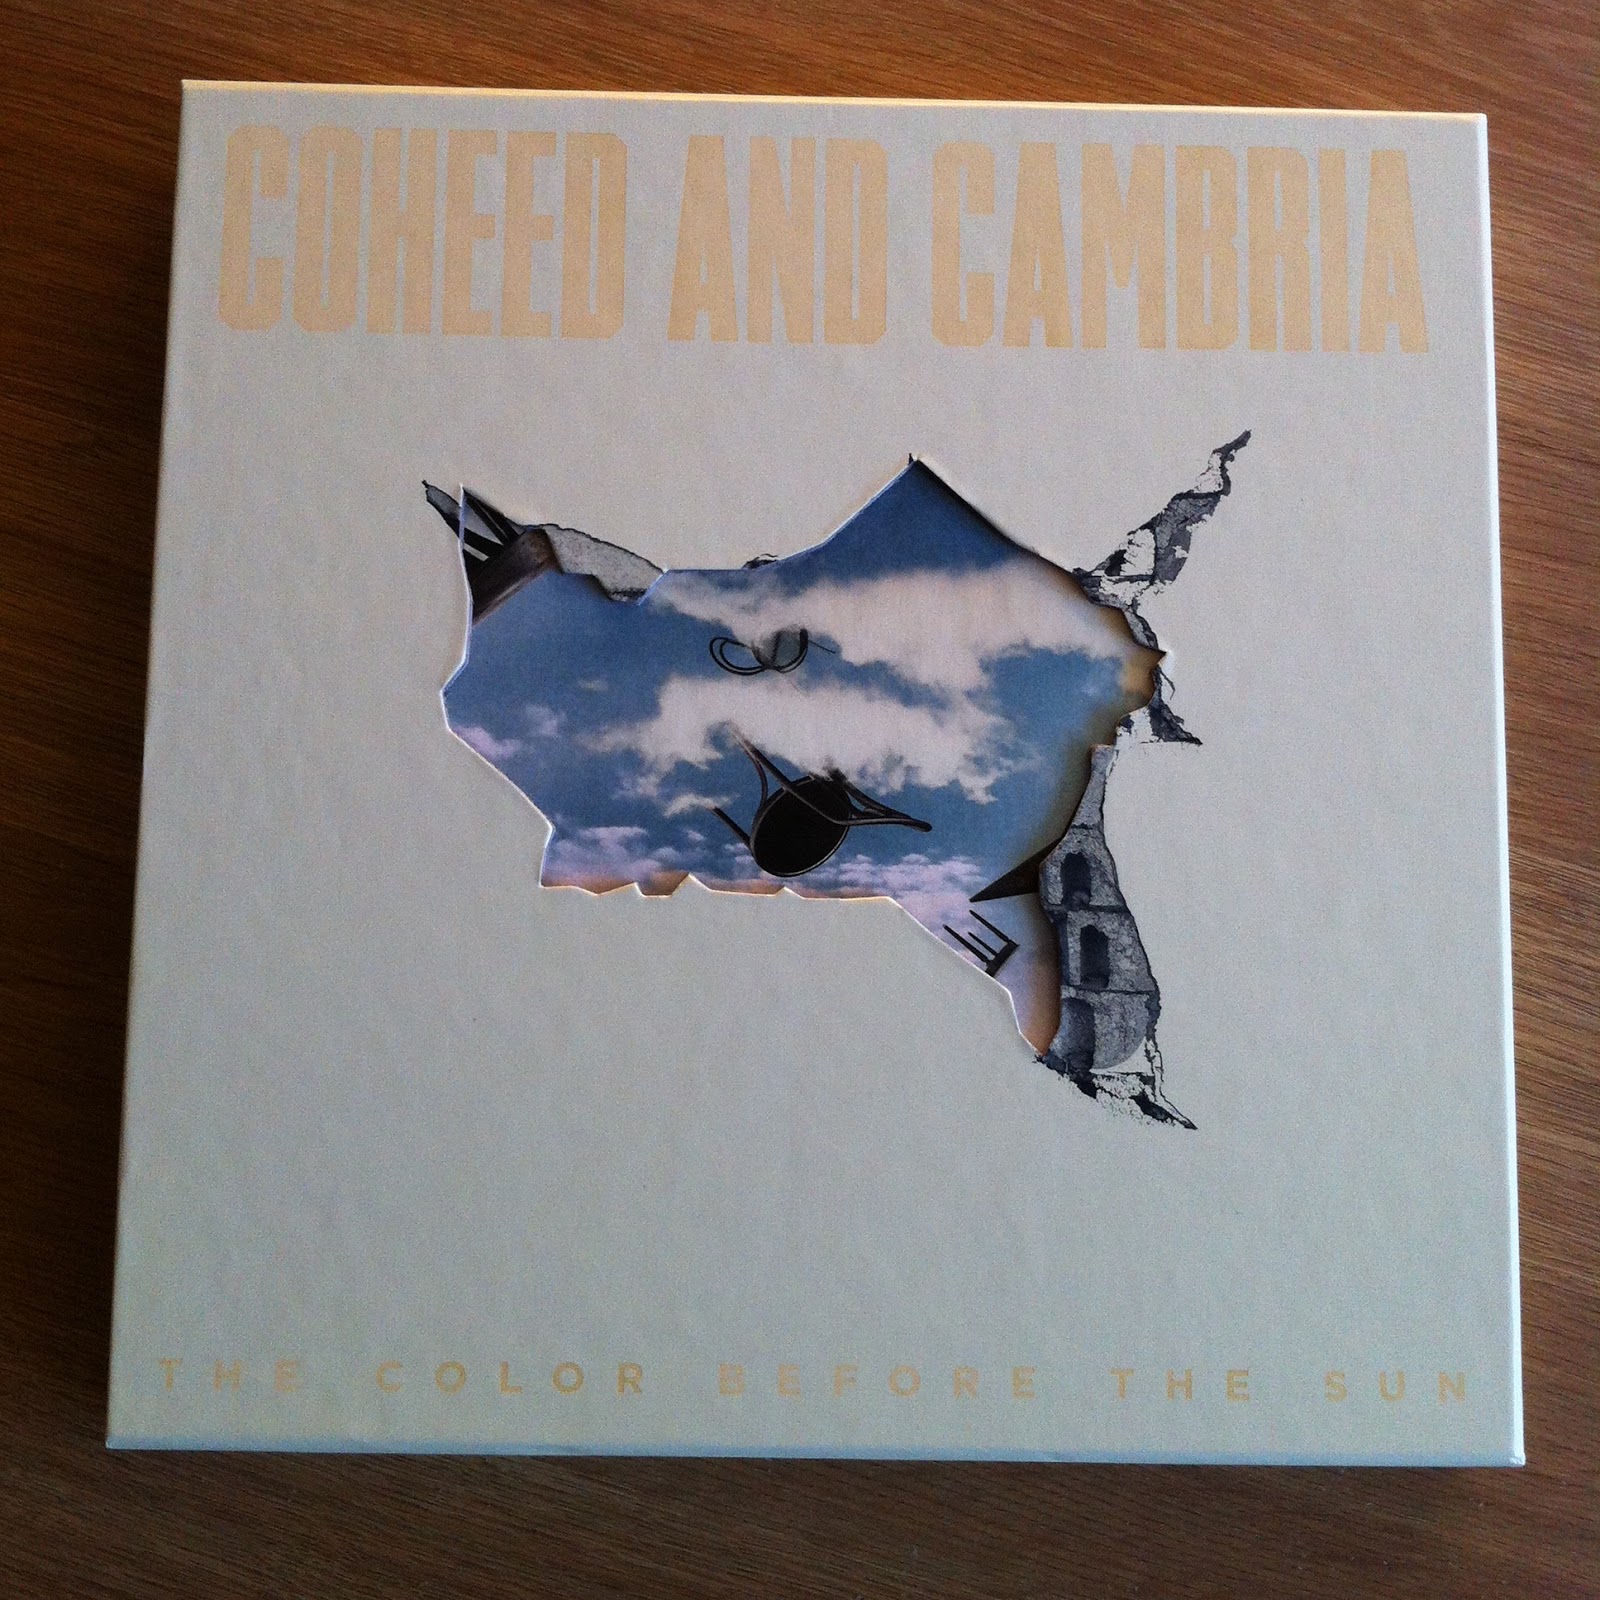 COHEED AND CAMBRIA
THE COLOR BEFORE THE SUN